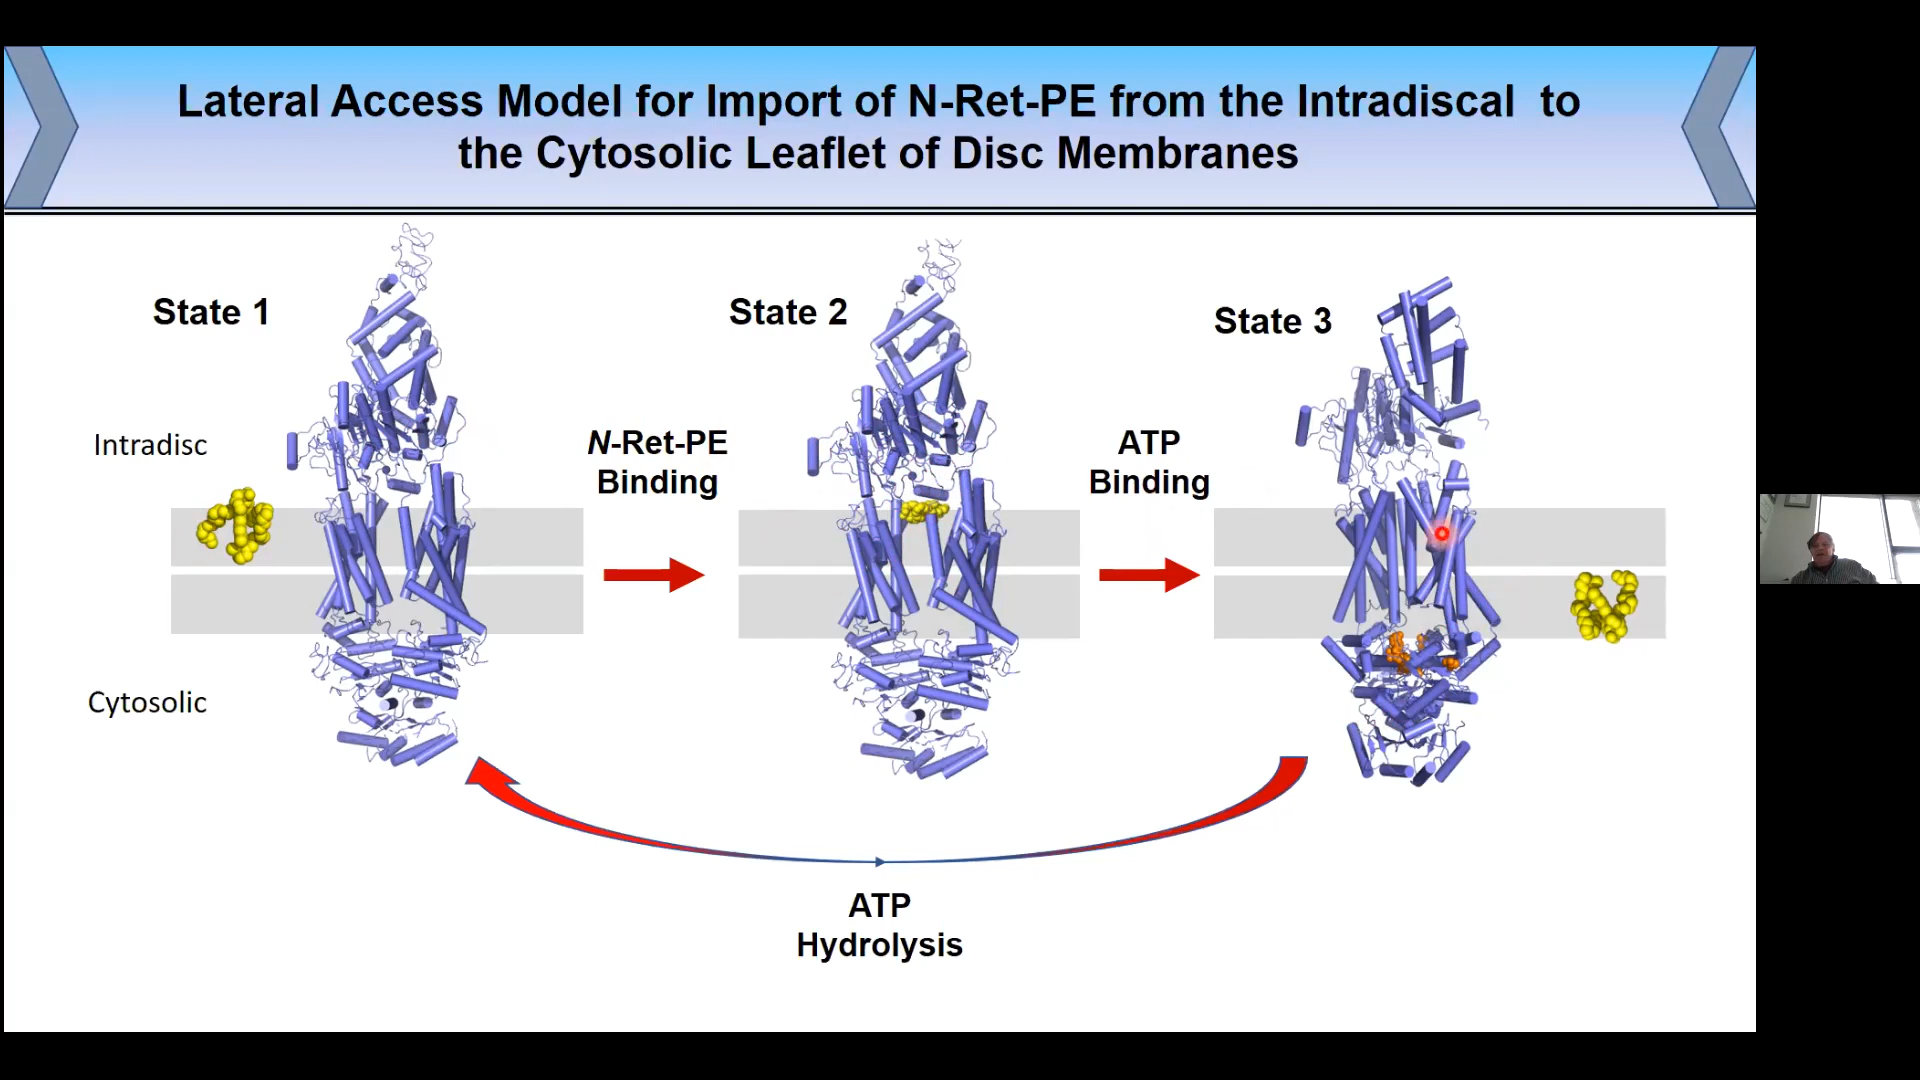 Lateral Access Model for Import of N-Ret-PE from the Intradiscal to
the Cytosolic Leaflet of Disc Membranes
State 1
State 2
State 3
Intradisc
N-Ret-PE
Binding
ATP
Binding
Cytosolic
ATP
Hydrolysis